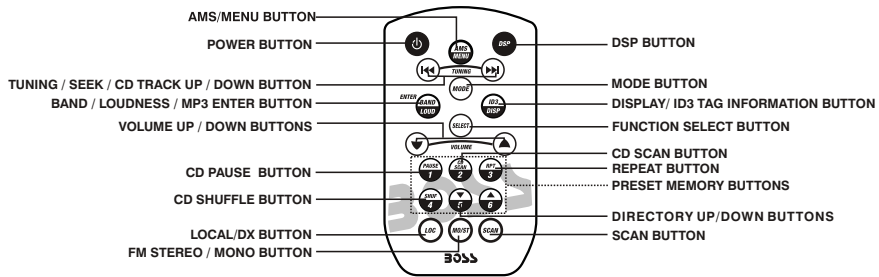 AMS/MENU BUTTON
POWER BUTTON
DSP BUTTON
AMS
MENU
DSP
TUNING
TUNING / SEEK / CD TRACK UP / DOWN BUTTON
MODE
MODE BUTTON
BAND / LOUDNESS / MP3 ENTER BUTTON
ENTER
BAND
LOUD
ID3
DISP
DISPLAY/ ID3 TAG INFORMATION BUTTON
VOLUME UP / DOWN BUTTONS
SELECT
FUNCTION SELECT BUTTON
VOLUME
CD SCAN BUTTON
CD PAUSE BUTTON
PAUSE
1
CD
SCAN
2
RPT
3
REPEAT BUTTON
PRESET MEMORY BUTTONS
CD SHUFFLE BUTTON
SHUF
4
5
6
BOSS
DIRECTORY UP/DOWN BUTTONS
LOCAL/DX BUTTON
LOC
MO/ST
SCAN
SCAN BUTTON
FM STEREO / MONO BUTTON
BOSS